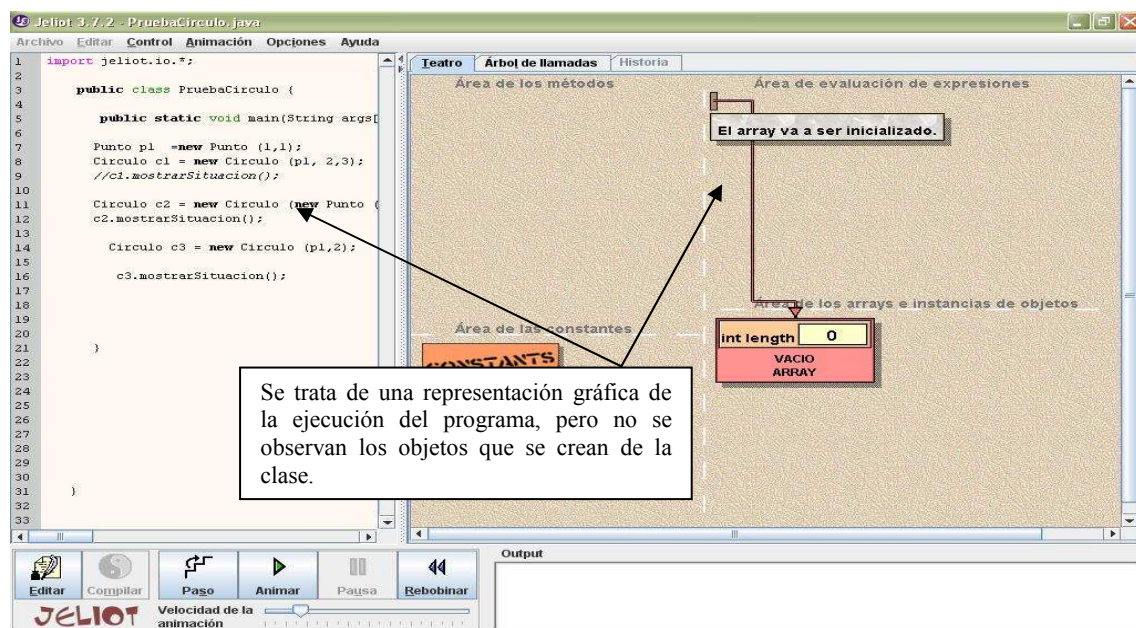 Jeliot 3.7.2 - PruebaCirculo.java
Archivo Editar Control Animación Opciones Ayuda
1 import jeliot.io.*;
2
3 public class PruebaCirculo {
4
5 public static void main(String args[
6
7 Punto p1 =new Punto (1,1);
8 Circulo c1 = new Circulo (p1, 2,3);
9 //c1.mostrarSituacion();
10
11 Circulo c2 = new Circulo (new Punto (
12 c2.mostrarSituacion();
13
14 Circulo c3 = new Circulo (p1,2);
15
16 c3.mostrarSituacion();
17
18
19
20
21 }
22
23
24
25
26
27
28
29
30
31 }
32
33
Teatro Árbol de llamadas Historia
Área de los métodos
Área de evaluación de expresiones
El array va a ser inicializado.
Área de los arrays e instancias de objetos
Área de las constantes
int length 0
VACIO
ARRAY
CONSTANTS
Se trata de una representación gráfica de
la ejecución del programa, pero no se
observan los objetos que se crean de la
clase.
Editar Compilar Paso Animar Pausa Rebobinar
JELIOT
Velocidad de la
animación
Output